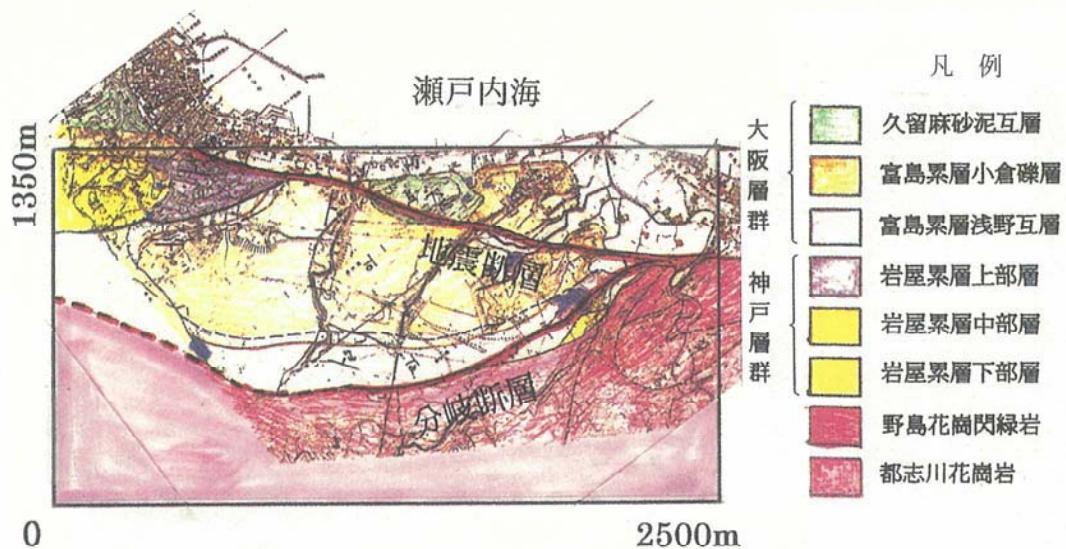 瀬戸内海
1350m
地震断層
分岐断層
0
2500m
凡 例
大阪層群
久留麻砂泥互層
富島累層小倉礫層
富島累層浅野互層
神戸層群
岩屋累層上部層
岩屋累層中部層
岩屋累層下部層
野島花崗閃緑岩
都志川花崗岩